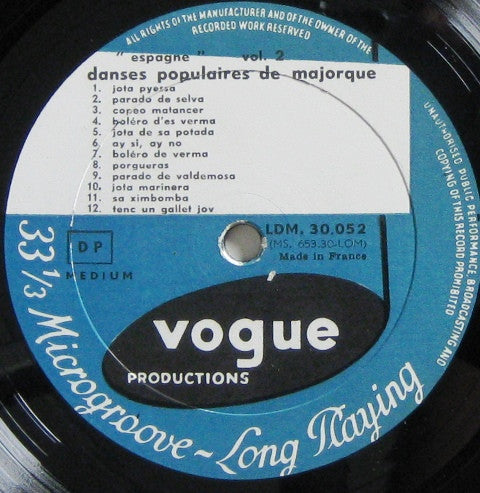 ALL RIGHTS OF THE MANUFACTURER AND OF THE OWNER OF THE
RECORDED WORK RESERVED
" espagne " vol. 2
danses populaires de majorque
1. jota pyessa
2. parado de selva
3. copeo matancer
4. boléro d'es verma
5. jota de sa potada
6. ay si, ay no
7. boléro de verma
8. porgueras
9. parado de valdemosa
10. jota marinera
11. sa ximbomba
12. tenc un gallet jov
DP
MEDIUM
LDM. 30.052
(MS. 653.30-LOM)
Made in France
vogue
PRODUCTIONS
33 1/3 Microgroove - Long Playing
UNAUTHORISED PUBLIC PERFORMANCE, BROADCASTING AND
COPYING OF THIS RECORD PROHIBITED